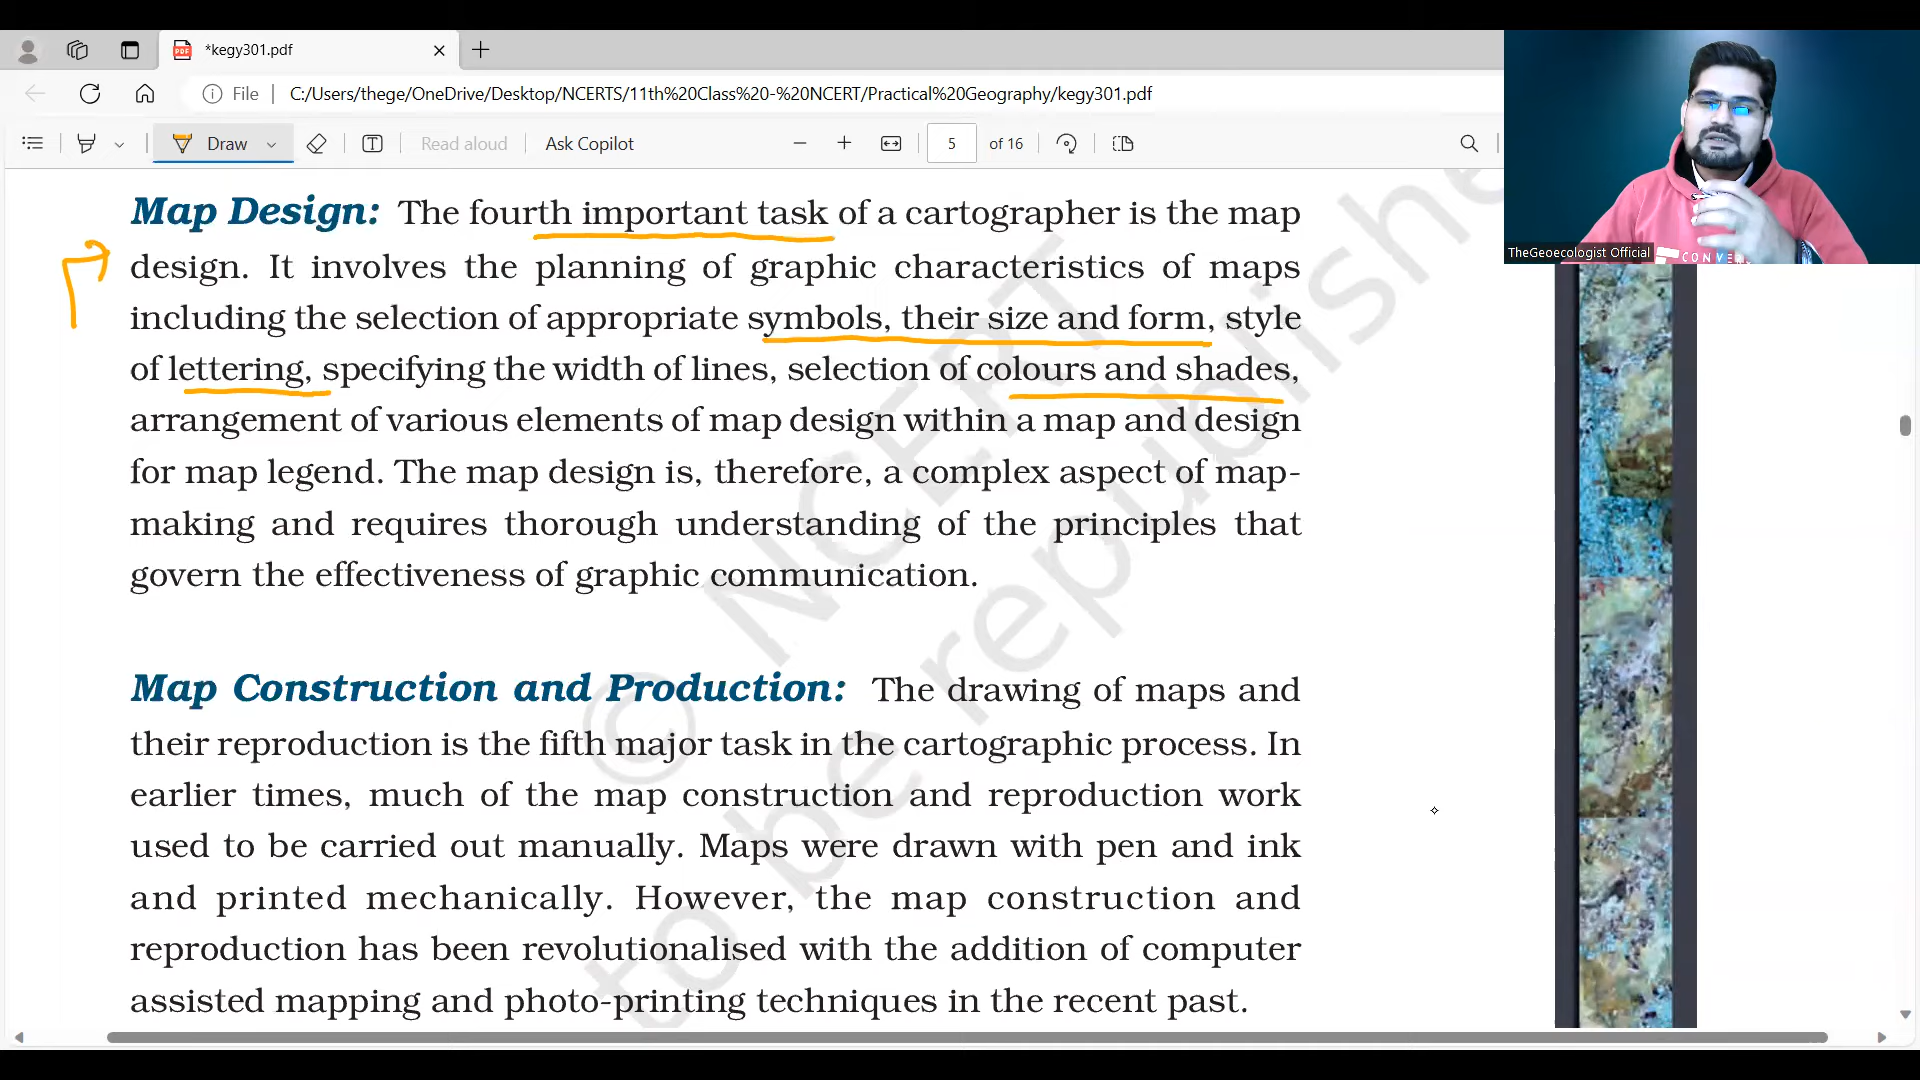 *kegy301.pdf
File
C:/Users/thege/OneDrive/Desktop/NCERTS/11th%20Class%20-%20NCERT/Practical%20Geography/kegy301.pdf
Draw
Read aloud
Ask Copilot
5 of 16
TheGeoecologist Official
Map Design: The fourth important task of a cartographer is the map
design. It involves the planning of graphic characteristics of maps
including the selection of appropriate symbols, their size and form, style
of lettering, specifying the width of lines, selection of colours and shades,
arrangement of various elements of map design within a map and design
for map legend. The map design is, therefore, a complex aspect of map-
making and requires thorough understanding of the principles that
govern the effectiveness of graphic communication.
Map Construction and Production: The drawing of maps and
their reproduction is the fifth major task in the cartographic process. In
earlier times, much of the map construction and reproduction work
used to be carried out manually. Maps were drawn with pen and ink
and printed mechanically. However, the map construction and
reproduction has been revolutionalised with the addition of computer
assisted mapping and photo-printing techniques in the recent past.
© NCERT
to be republishe